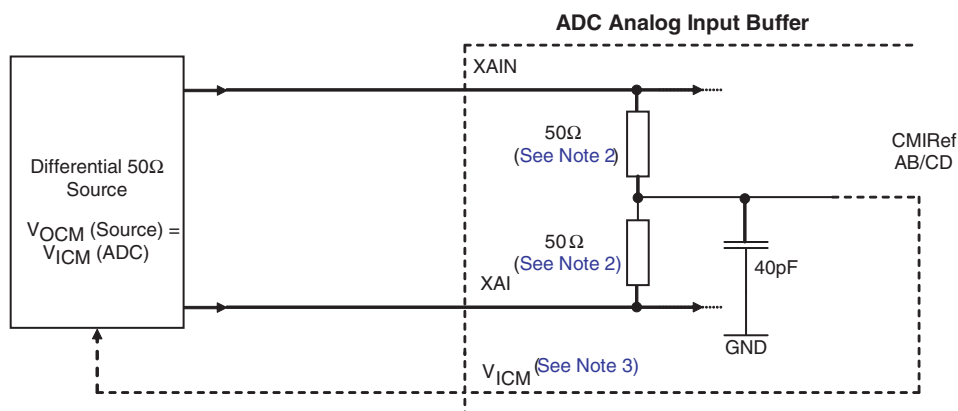 ADC Analog Input Buffer
XAIN
50Ω
(See Note 2)
CMIRef
AB/CD
Differential 50Ω
Source
VOCM (Source) =
VICM (ADC)
50Ω
(See Note 2)
XAI
40pF
GND
VICM (See Note 3)